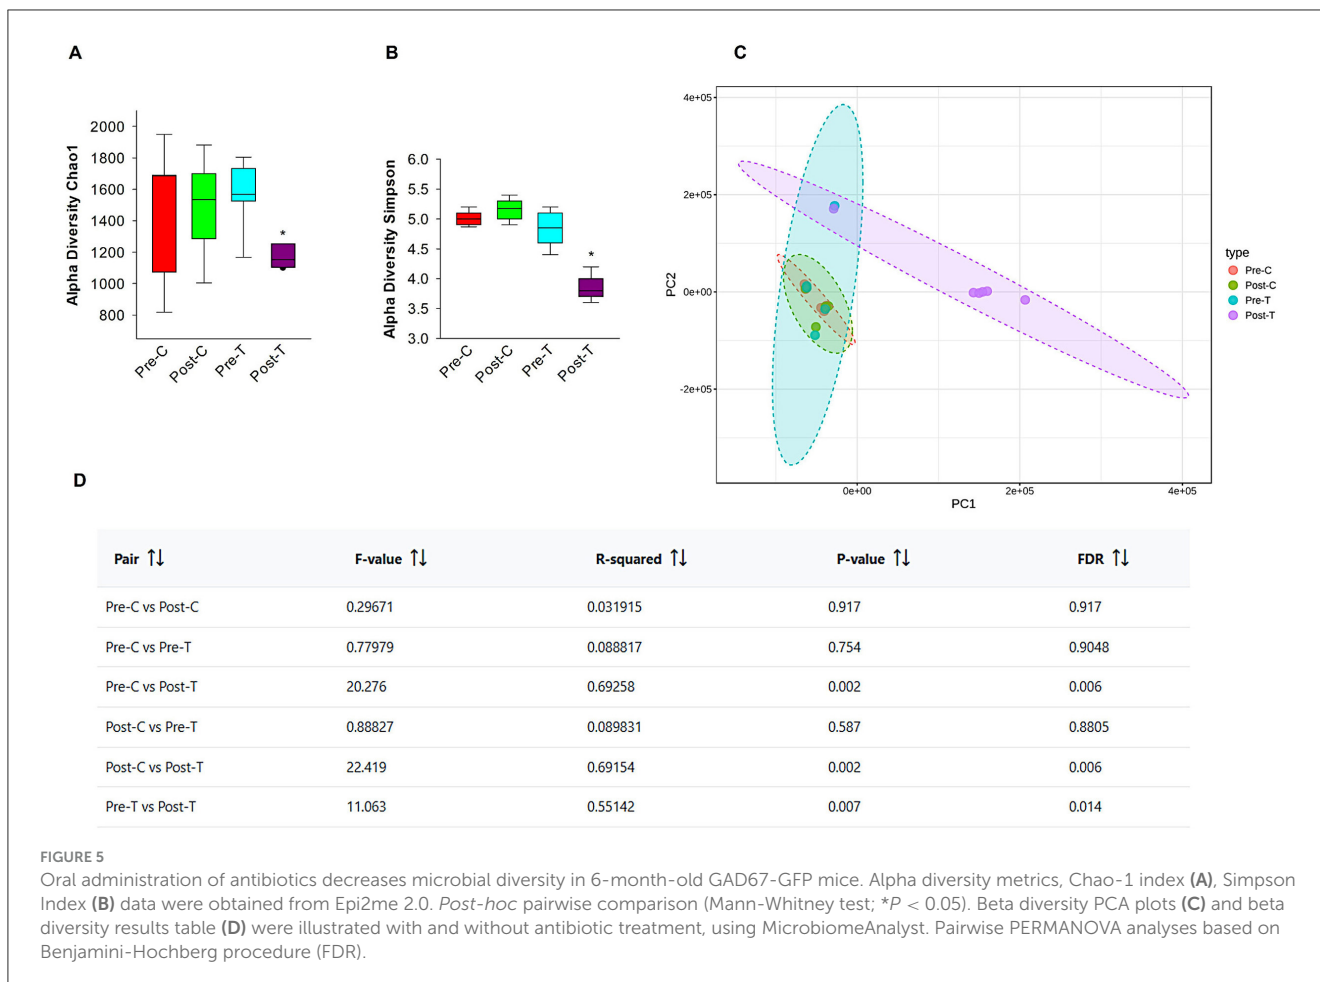 A
B
C
Alpha Diversity Chao1
2000
1800
1600
1400
1200
1000
800
*
Pre-C
Post-C
Pre-T
Post-T
Alpha Diversity Simpson
6.0
5.5
5.0
4.5
4.0
3.5
3.0
*
Pre-C
Post-C
Pre-T
Post-T
PC2
4e+05
2e+05
0e+00
-2e+05
0e+00
2e+05
4e+05
PC1
type
Pre-C
Post-C
Pre-T
Post-T
D
Pair ↑↓ F-value ↑↓ R-squared ↑↓ P-value ↑↓ FDR ↑↓
Pre-C vs Post-C 0.29671 0.031915 0.917 0.917
Pre-C vs Pre-T 0.77979 0.088817 0.754 0.9048
Pre-C vs Post-T 20.276 0.69258 0.002 0.006
Post-C vs Pre-T 0.88827 0.089831 0.587 0.8805
Post-C vs Post-T 22.419 0.69154 0.002 0.006
Pre-T vs Post-T 11.063 0.55142 0.007 0.014
FIGURE 5
Oral administration of antibiotics decreases microbial diversity in 6-month-old GAD67-GFP mice. Alpha diversity metrics, Chao-1 index (A), Simpson
Index (B) data were obtained from Epi2me 2.0. Post-hoc pairwise comparison (Mann-Whitney test; *P < 0.05). Beta diversity PCA plots (C) and beta
diversity results table (D) were illustrated with and without antibiotic treatment, using MicrobiomeAnalyst. Pairwise PERMANOVA analyses based on
Benjamini-Hochberg procedure (FDR).